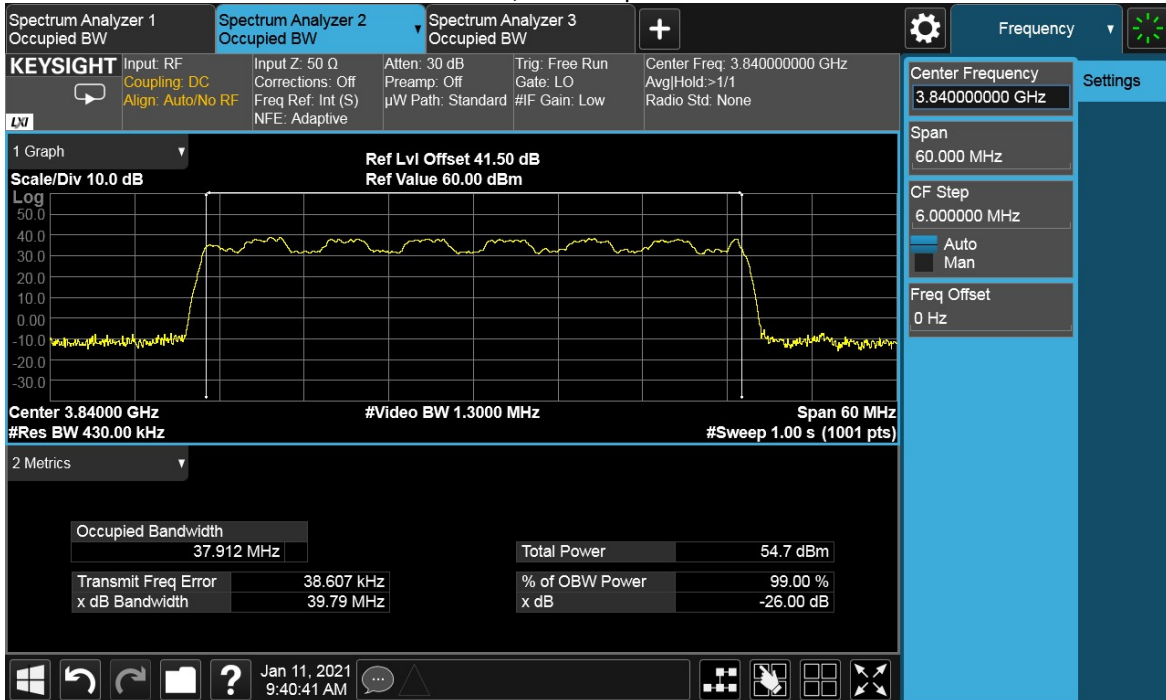 Spectrum Analyzer 1
Occupied BW
Spectrum Analyzer 2
Occupied BW
Spectrum Analyzer 3
Occupied BW
Frequency
KEYSIGHT
LXI
Input: RF
Coupling: DC
Align: Auto/No RF
Input Z: 50 Ω
Corrections: Off
Freq Ref: Int (S)
NFE: Adaptive
Atten: 30 dB
Preamp: Off
µW Path: Standard
Trig: Free Run
Gate: LO
#IF Gain: Low
Center Freq: 3.840000000 GHz
Avg|Hold:>1/1
Radio Std: None
Center Frequency
3.840000000 GHz
Settings
Span
60.000 MHz
CF Step
6.000000 MHz
Auto
Man
Freq Offset
0 Hz
1 Graph
Scale/Div 10.0 dB
Ref Lvl Offset 41.50 dB
Ref Value 60.00 dBm
Log
50.0
40.0
30.0
20.0
10.0
0.00
-10.0
-20.0
-30.0
Center 3.84000 GHz
#Video BW 1.3000 MHz
Span 60 MHz
#Res BW 430.00 kHz
#Sweep 1.00 s (1001 pts)
2 Metrics
Occupied Bandwidth
37.912 MHz
Total Power 54.7 dBm
Transmit Freq Error 38.607 kHz
% of OBW Power 99.00 %
x dB Bandwidth 39.79 MHz
x dB -26.00 dB
?
Jan 11, 2021
9:40:41 AM